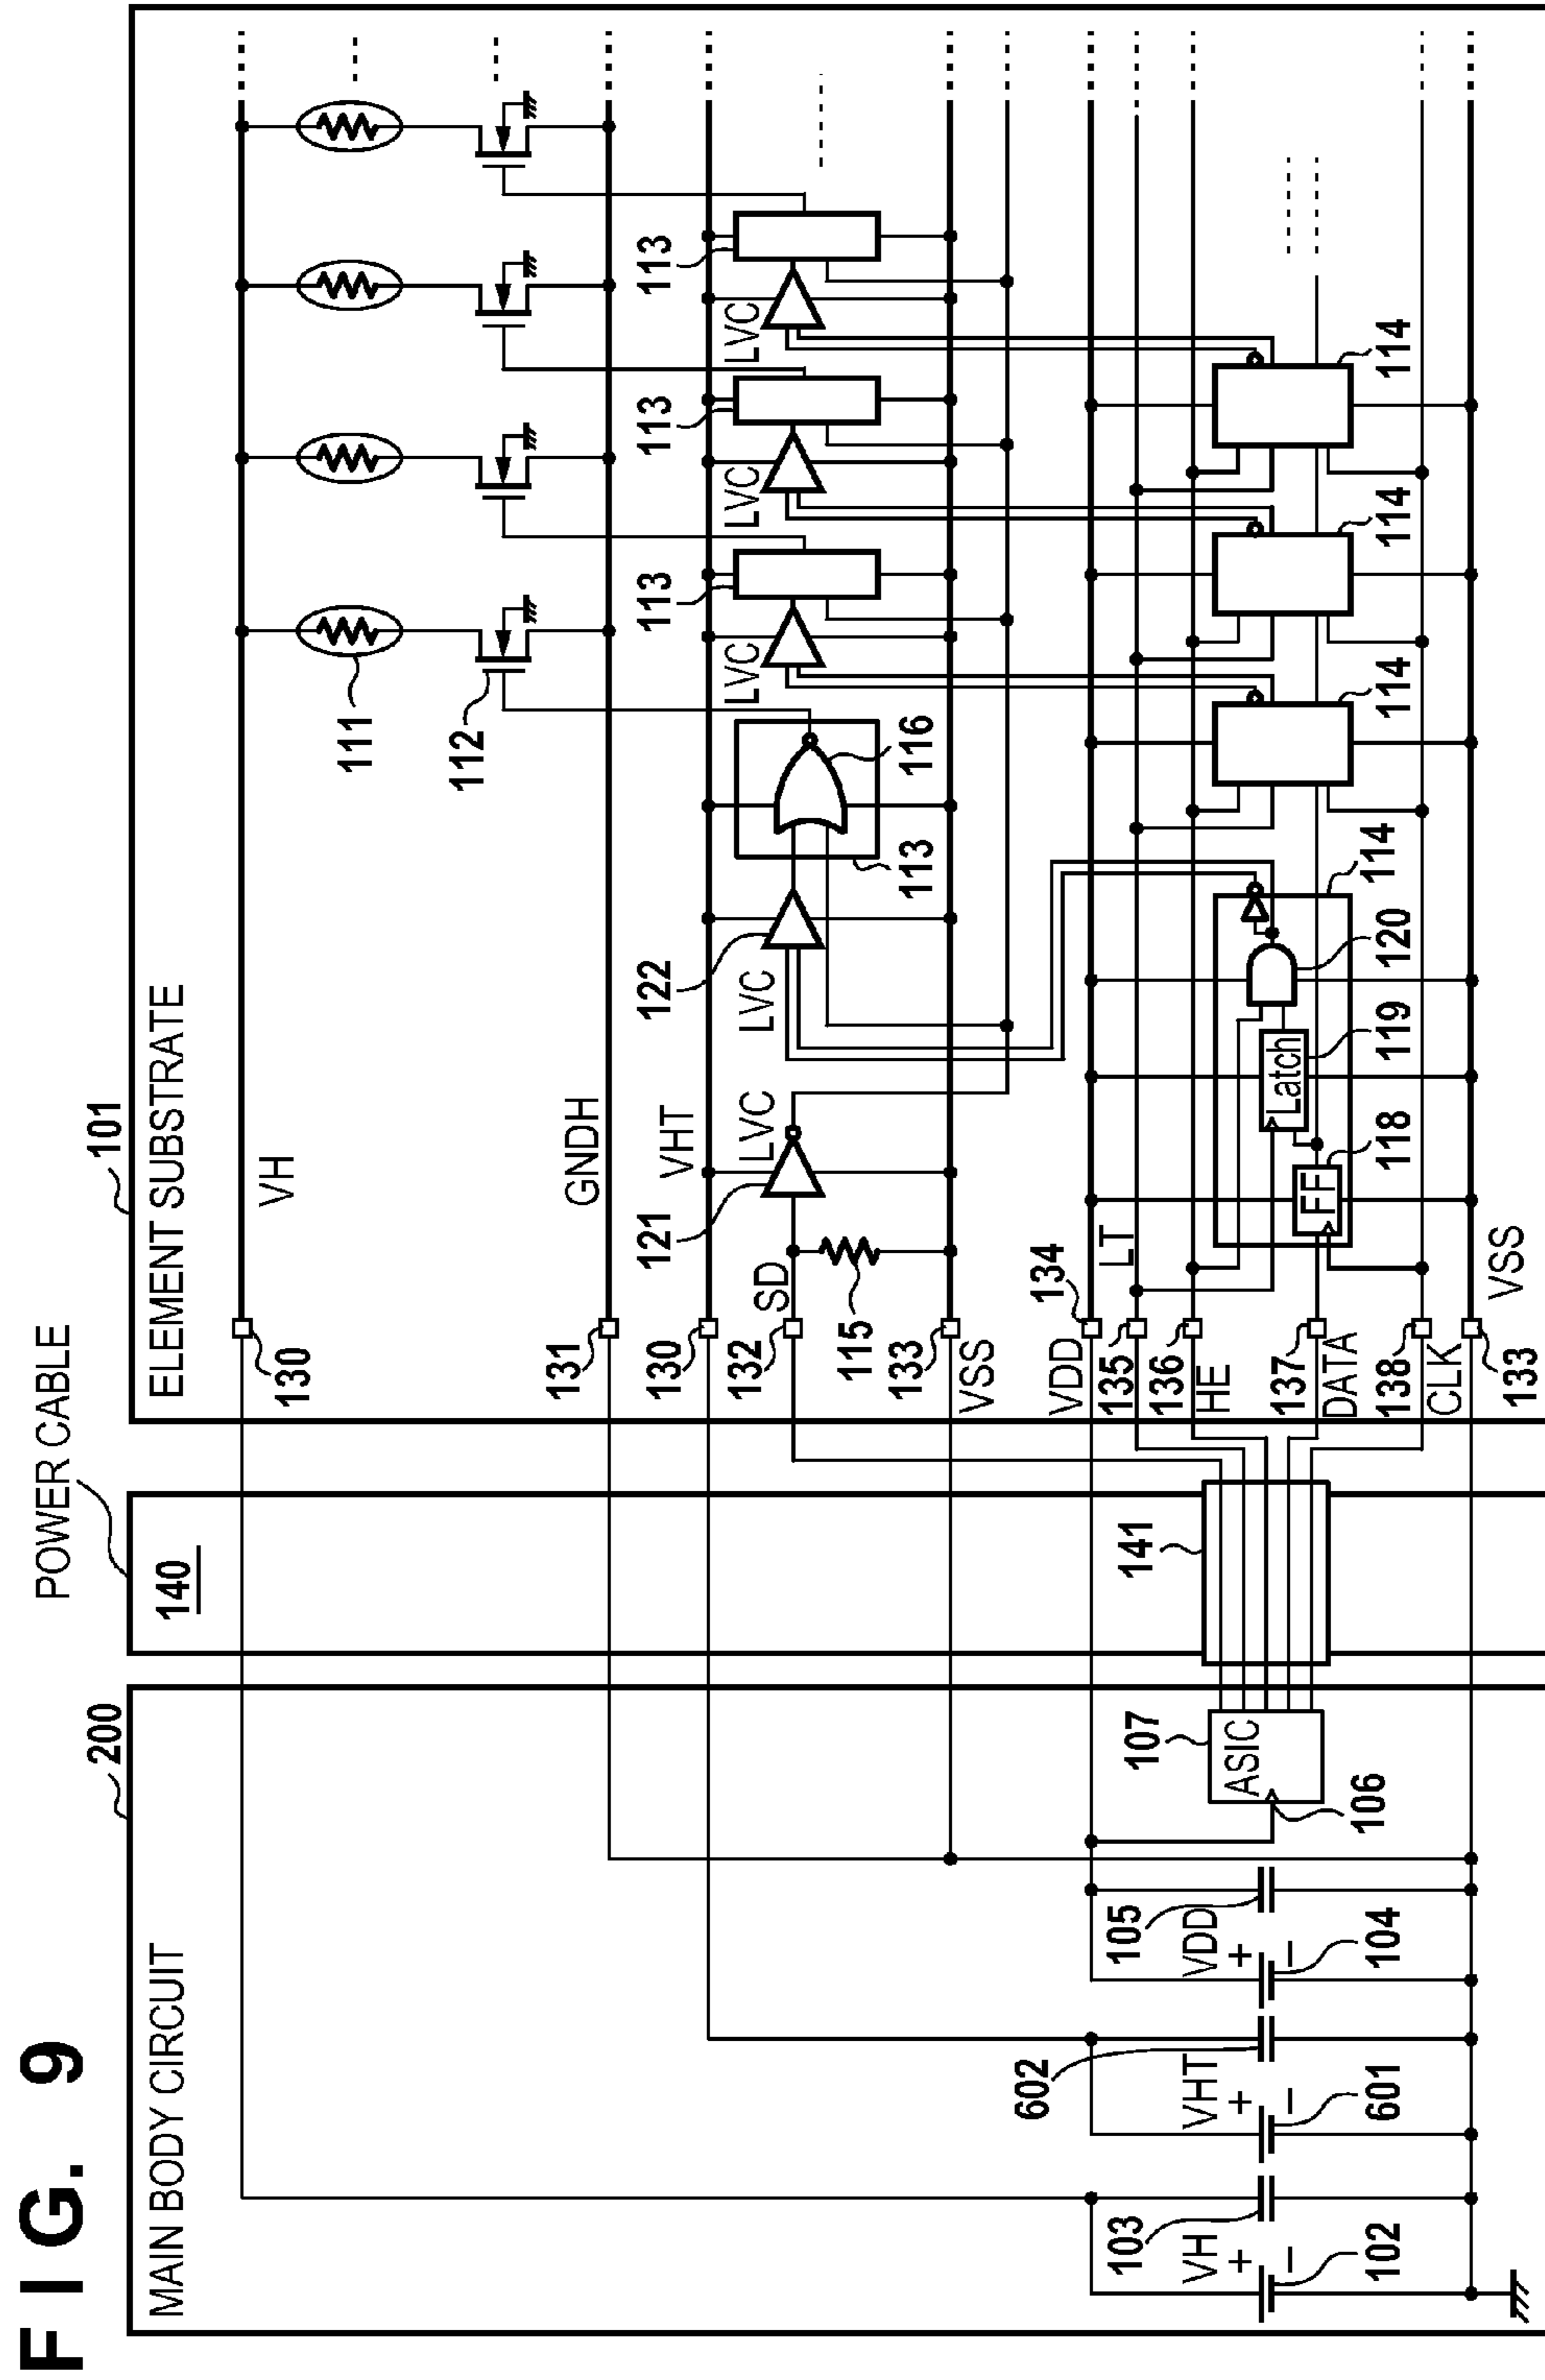 FIG. 9
MAIN BODY CIRCUIT
200
POWER CABLE
140
101
ELEMENT SUBSTRATE
VH
130
111
112
GNDH
131
VHT
130
SD
132
115
121
LVC
122
LVC
113
116
LVC
113
LVC
113
LVC
113
133
VSS
VDD
134
LT
135
136
HE
137
DATA
138
CLK
133
VSS
FF
118
Latch
119
120
114
114
114
114
141
107
ASIC
106
105
VDD
+
−
104
602
VHT
+
−
601
103
VH
+
−
102